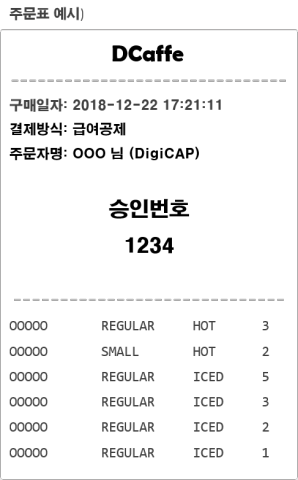 주문표 예시)
DCaffe
구매일자: 2018-12-22 17:21:11
결제방식: 급여공제
주문자명: OOO 님 (DigiCAP)
승인번호
1234
OOOOO REGULAR HOT 3
OOOOO SMALL HOT 2
OOOOO REGULAR ICED 5
OOOOO REGULAR ICED 3
OOOOO REGULAR ICED 2
OOOOO REGULAR ICED 1